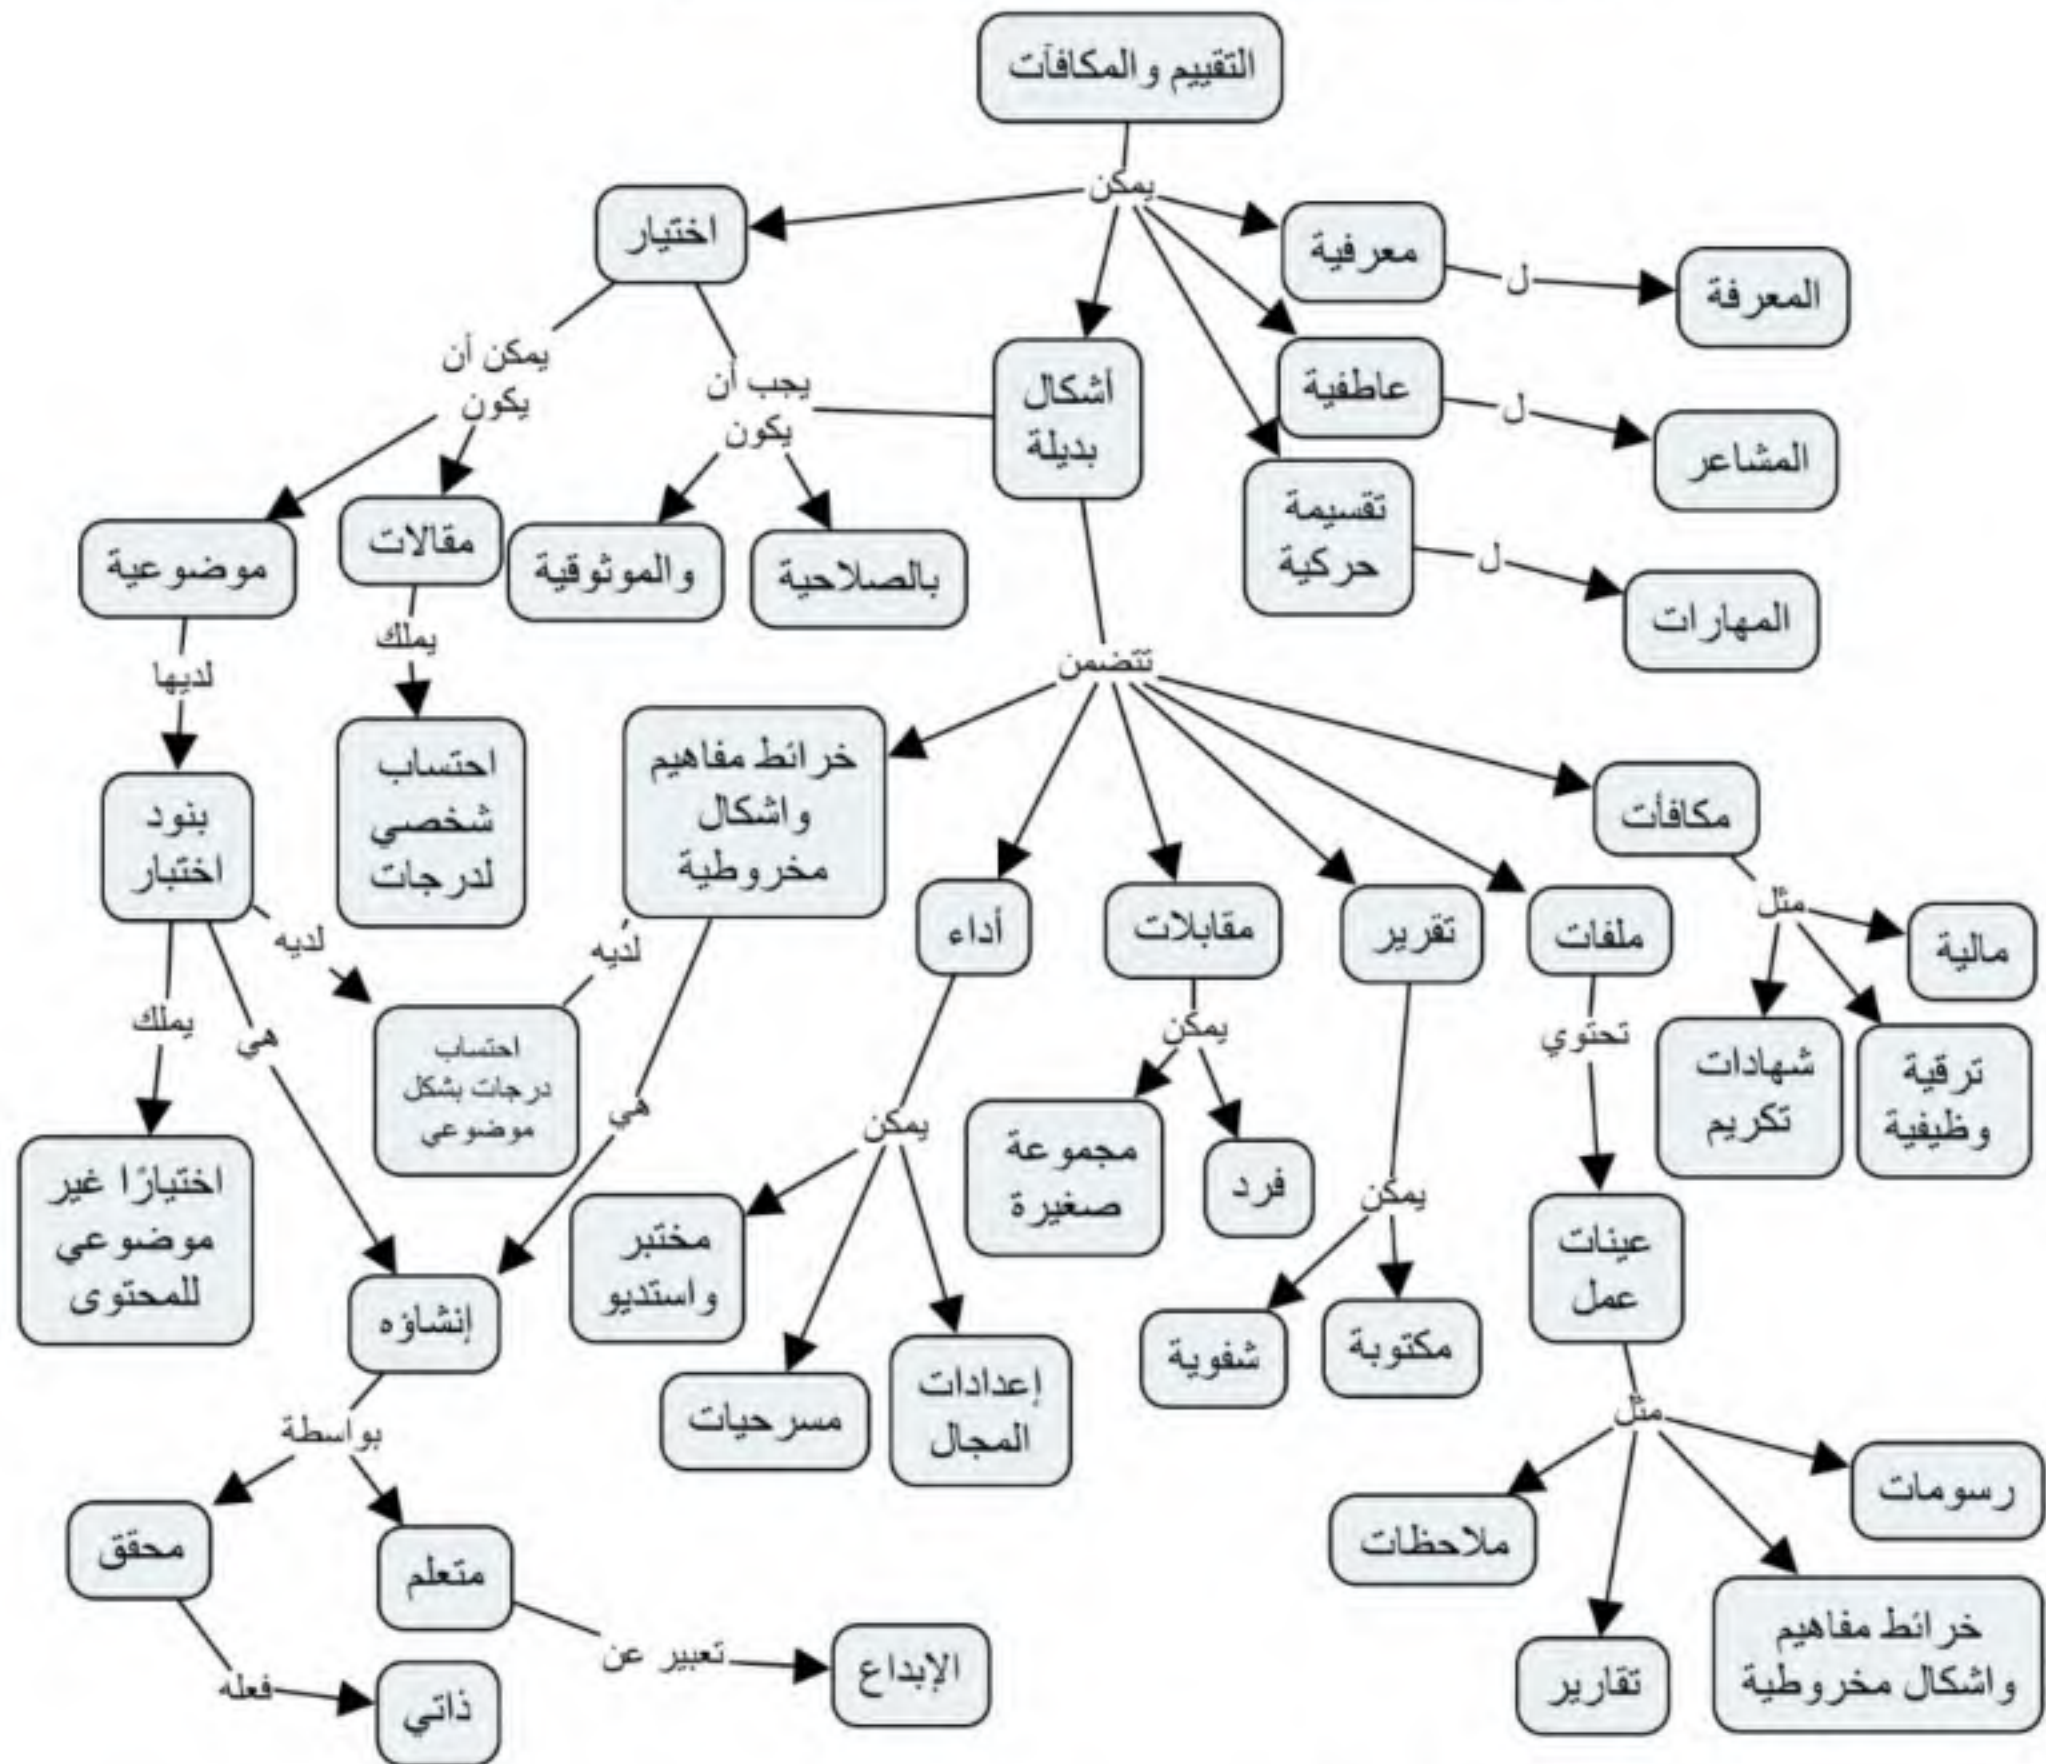 التقييم والمكافآت
يمكن
اختيار
معرفية
ل
المعرفة
يمكن أن
يكون
يجب أن
يكون
أشكال
بديلة
عاطفية
ل
المشاعر
تقسيمة
حركية
ل
المهارات
موضوعية
مقالات
والموثوقية
بالصلاحية
لديها
يملك
تتضمن
بنود
اختبار
احتساب
شخصي
لدرجات
خرائط مفاهيم
واشكال
مخروطية
مكافأت
أداء
مقابلات
تقرير
ملفات
مثل
مالية
لديه
لديه
يملك
هي
احتساب
درجات بشكل
موضوعي
هي
يمكن
يمكن
تحتوي
شهادات
تكريم
ترقية
وظيفية
اختيارًا غير
موضوعي
للمحتوى
مجموعة
صغيرة
فرد
يمكن
عينات
عمل
إنشاؤه
مختبر
واستديو
مسرحيات
إعدادات
المجال
شفوية
مكتوبة
بواسطة
مثل
محقق
متعلم
ملاحظات
رسومات
فعله
ذاتي
تعبير عن
الإبداع
تقارير
خرائط مفاهيم
واشكال مخروطية